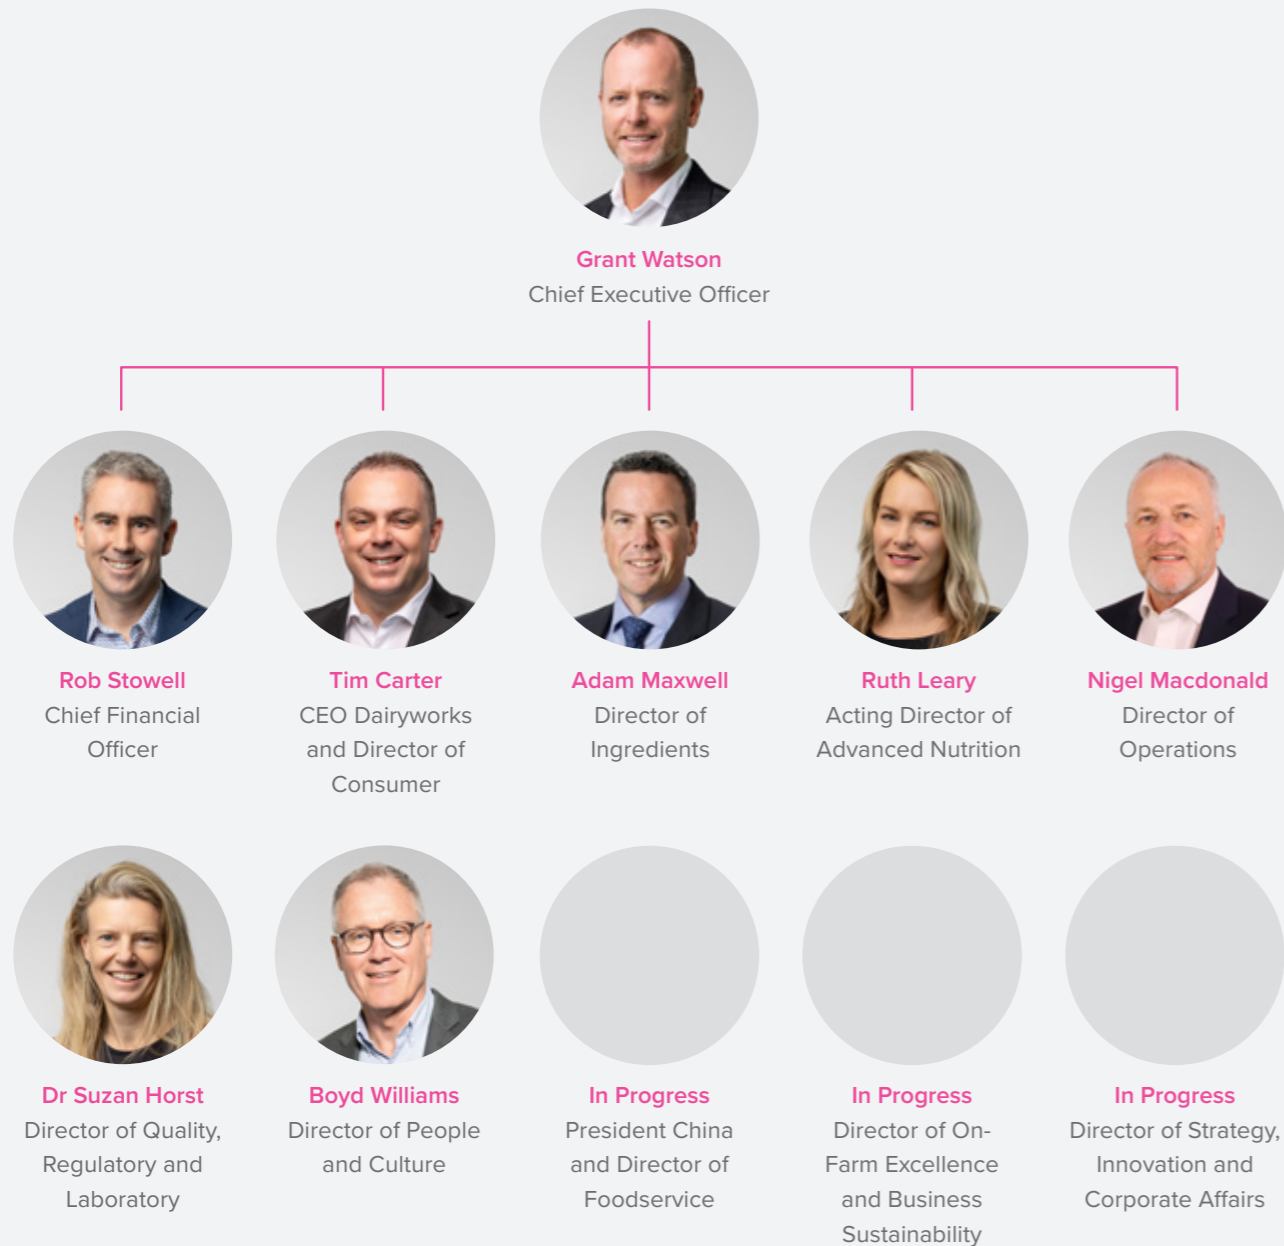 Grant Watson
Chief Executive Officer
Rob Stowell
Chief Financial
Officer
Tim Carter
CEO Dairyworks
and Director of
Consumer
Adam Maxwell
Director of
Ingredients
Ruth Leary
Acting Director of
Advanced Nutrition
Nigel Macdonald
Director of
Operations
Dr Suzan Horst
Director of Quality,
Regulatory and
Laboratory
Boyd Williams
Director of People
and Culture
In Progress
President China
and Director of
Foodservice
In Progress
Director of On-
Farm Excellence
and Business
Sustainability
In Progress
Director of Strategy,
Innovation and
Corporate Affairs